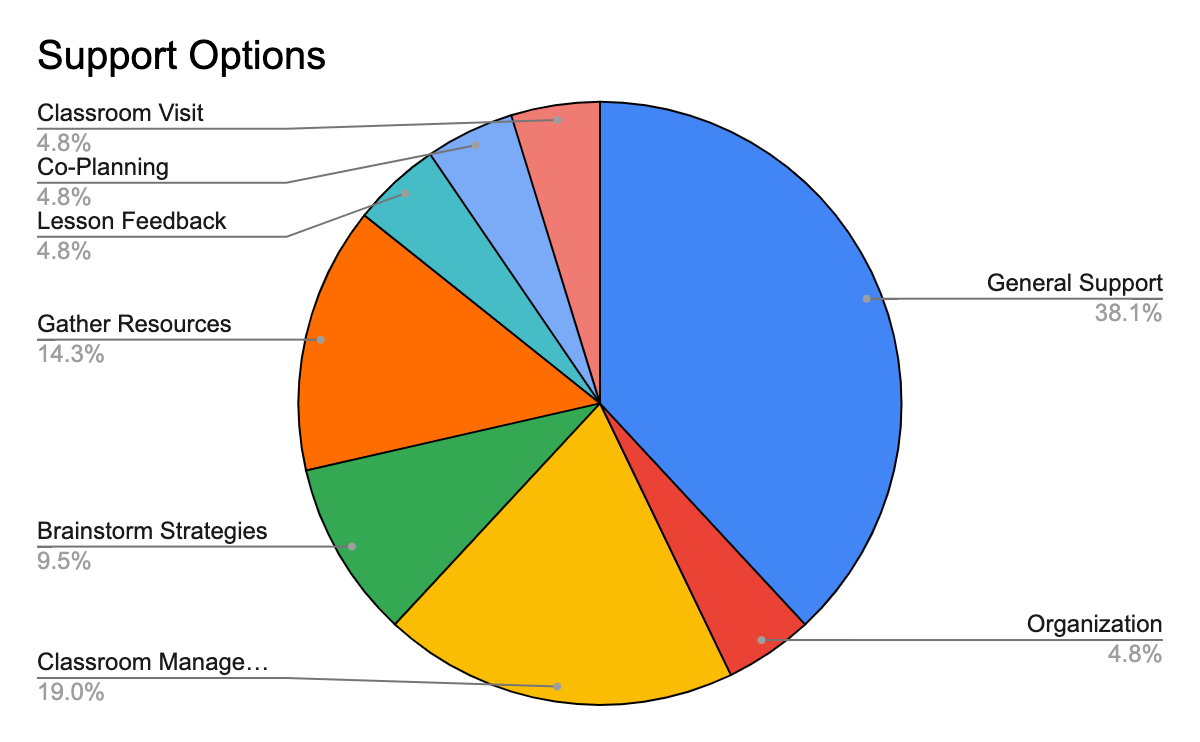 Support Options
Classroom Visit
4.8%
Co-Planning
4.8%
Lesson Feedback
4.8%
Gather Resources
14.3%
Brainstorm Strategies
9.5%
Classroom Manage…
19.0%
General Support
38.1%
Organization
4.8%